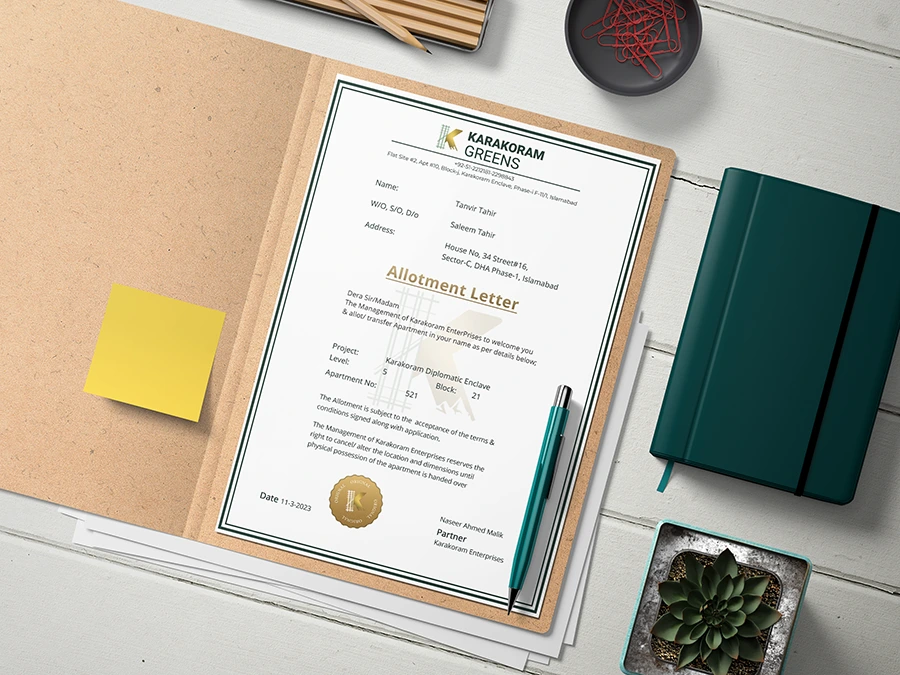 KARAKORAM
GREENS
+92-51-2212161-2298843
Flat Site #2, Apt #10, Block-j, Karakoram Enclave, Phase-i F-11/1, Islamabad
Name: Tanvir Tahir
W/O, S/O, D/o Saleem Tahir
Address: House No, 34 Street#16,
Sector-C, DHA Phase-1, Islamabad
Allotment Letter
Dera Sir/Madam
The Management of Karakoram EnterPrises to welcome you
& allot/ transfer Apartment in your name as per details below;
Project: Karakoram Diplomatic Enclave
Level: 5
Apartment No: 521 Block: 21
The Allotment is subject to the acceptance of the terms &
conditions signed along with application.
The Management of Karakoram Enterprises reserves the
right to cancel/ alter the location and dimensions until
physical possession of the apartment is handed over
Date 11-3-2023
Naseer Ahmed Malik
Partner
Karakoram Enterprises